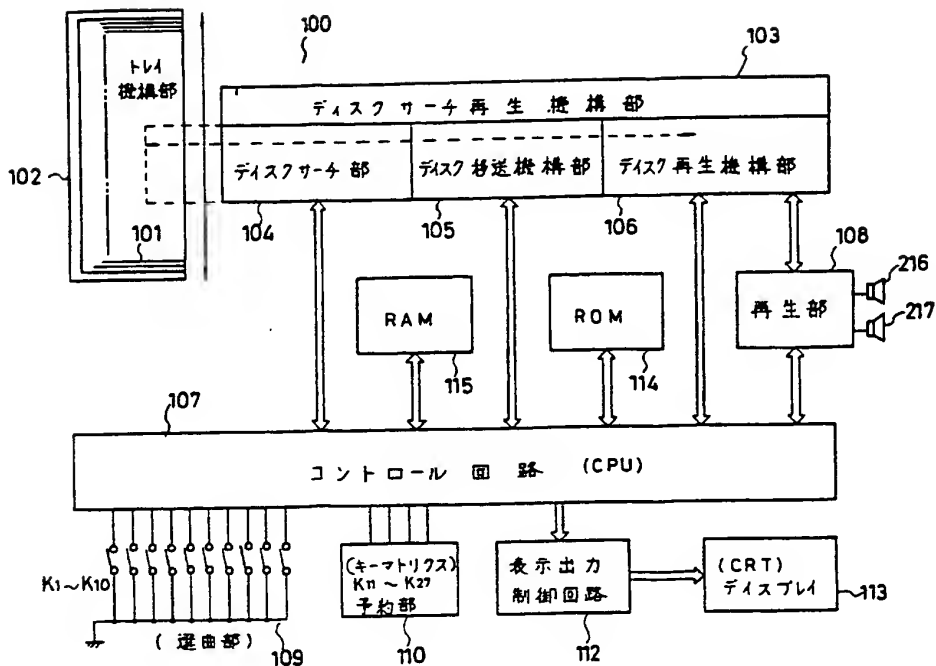 100
103
トレイ
機構部
ディスクサーチ再生機構部
102
ディスクサーチ部
ディスク移送機構部
ディスク再生機構部
101
104
105
106
108
216
217
RAM
ROM
再生部
115
114
107
コントロール回路 (CPU)
K1〜K10
(キーマトリクス)
K11〜K27
予約部
表示出力
制御回路
(CRT)
ディスプレイ
113
(選曲部)
109
110
112